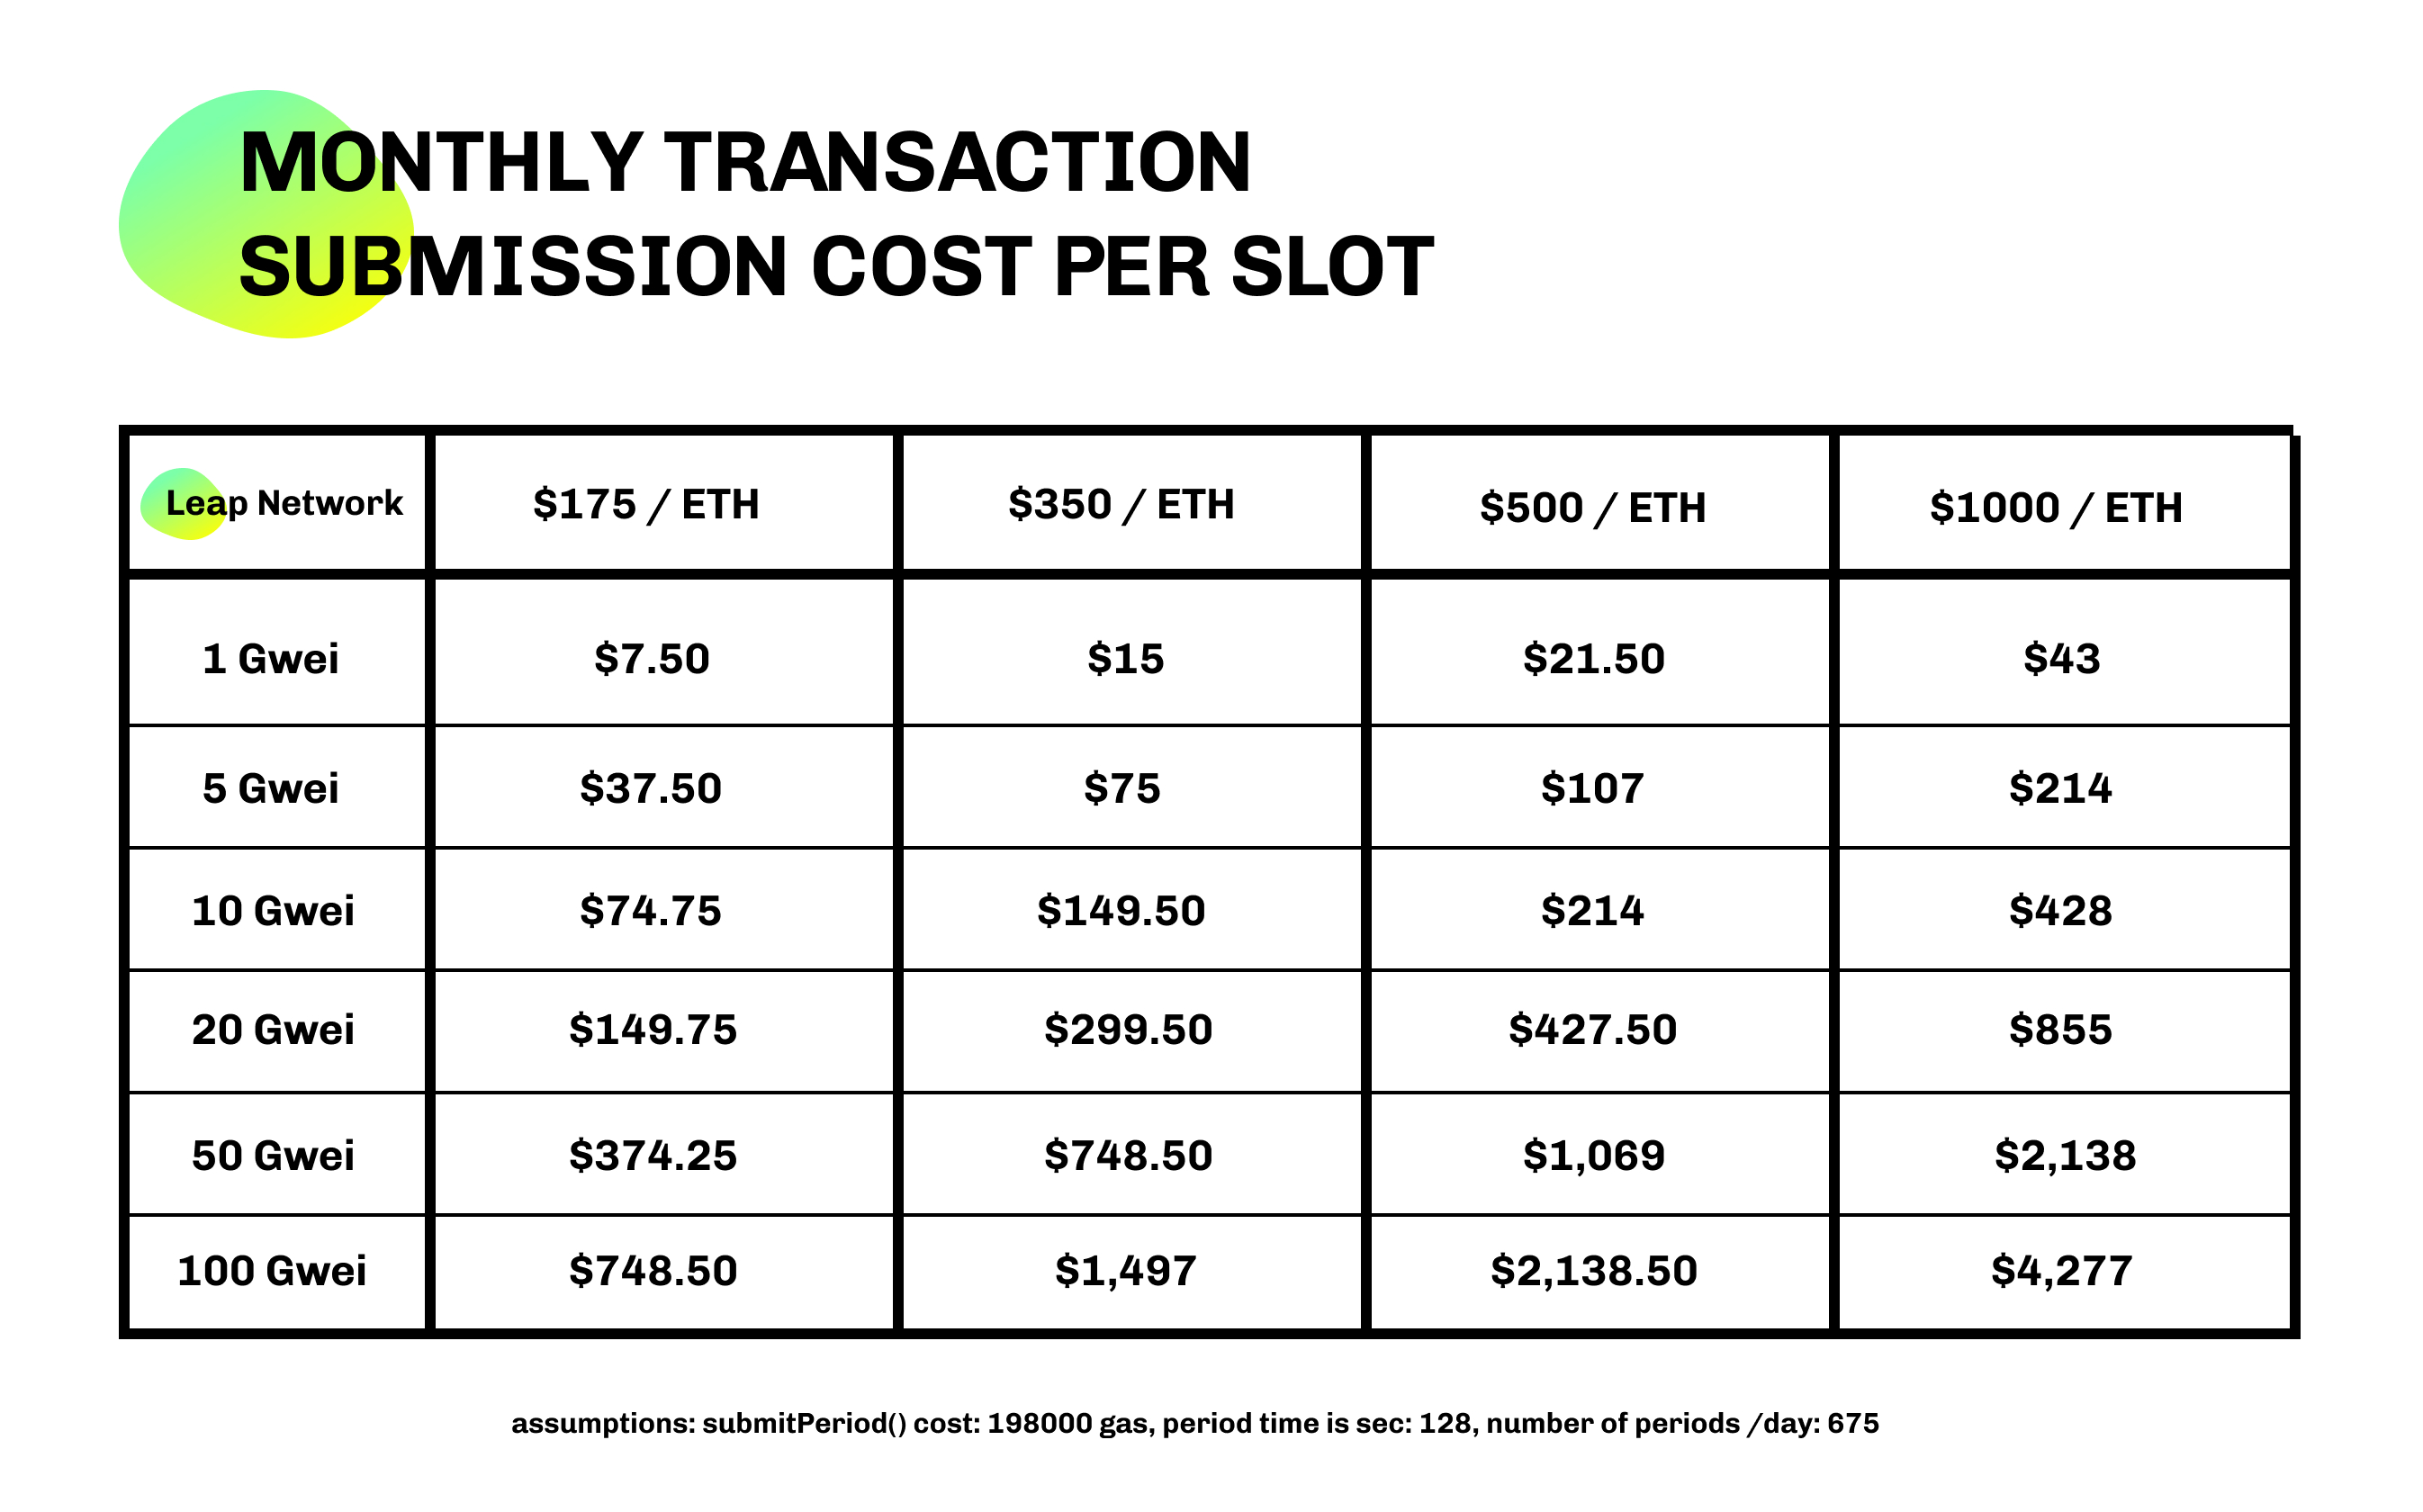 MONTHLY TRANSACTION
SUBMISSION COST PER SLOT
Leap Network $175 / ETH $350 / ETH $500 / ETH $1000 / ETH
1 Gwei $7.50 $15 $21.50 $43
5 Gwei $37.50 $75 $107 $214
10 Gwei $74.75 $149.50 $214 $428
20 Gwei $149.75 $299.50 $427.50 $855
50 Gwei $374.25 $748.50 $1,069 $2,138
100 Gwei $748.50 $1,497 $2,138.50 $4,277
assumptions: submitPeriod() cost: 198000 gas, period time is sec: 128, number of periods /day: 675